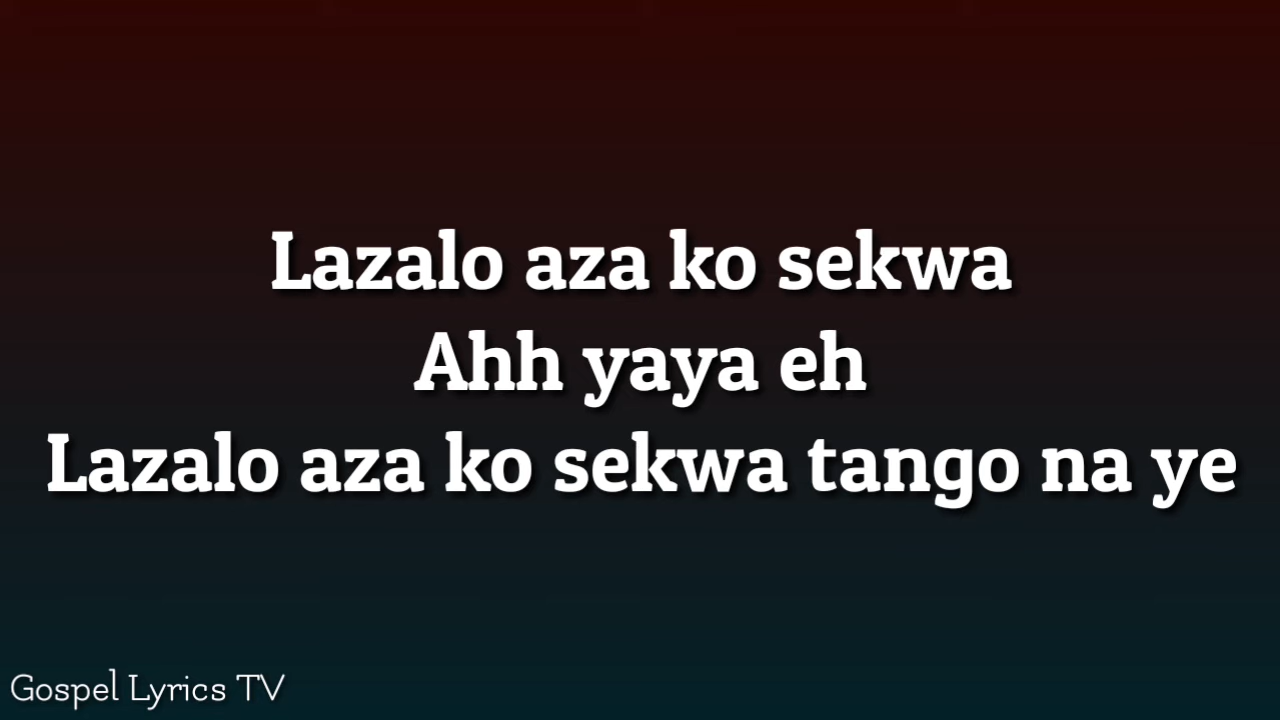 Lazalo aza ko sekwa
Ahh yaya eh
Lazalo aza ko sekwa tango na ye
Gospel Lyrics TV